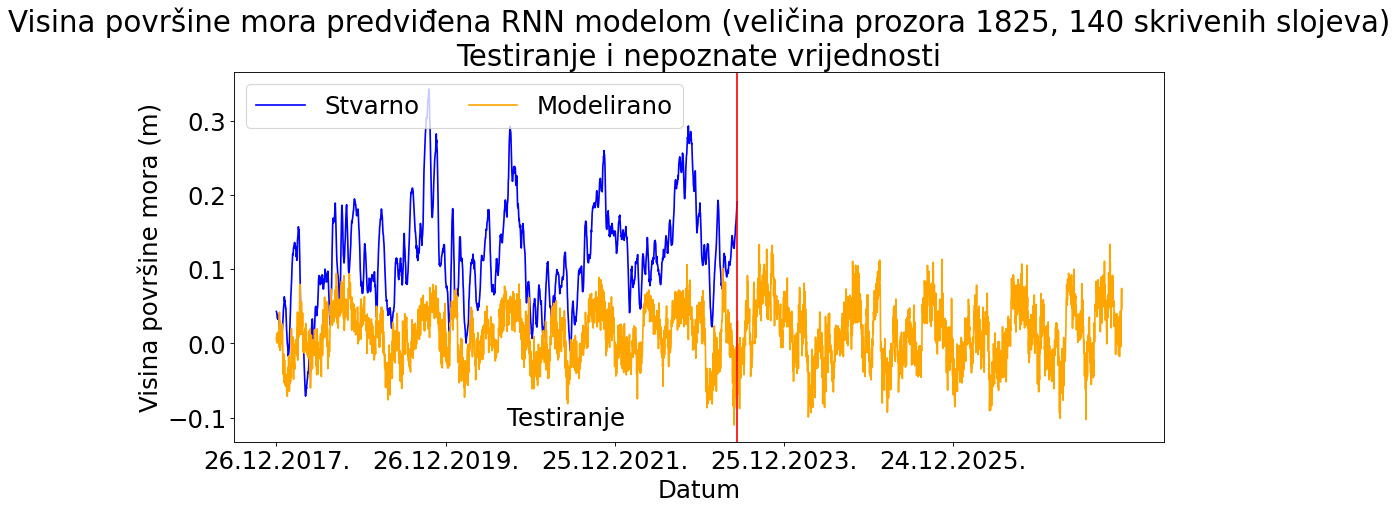 Visina površine mora predviđena RNN modelom (veličina prozora 1825, 140 skrivenih slojeva)
Testiranje i nepoznate vrijednosti
Stvarno Modelirano
Visina površine mora (m)
0.3
0.2
0.1
0.0
−0.1
Testiranje
26.12.2017. 26.12.2019. 25.12.2021. 25.12.2023. 24.12.2025.
Datum